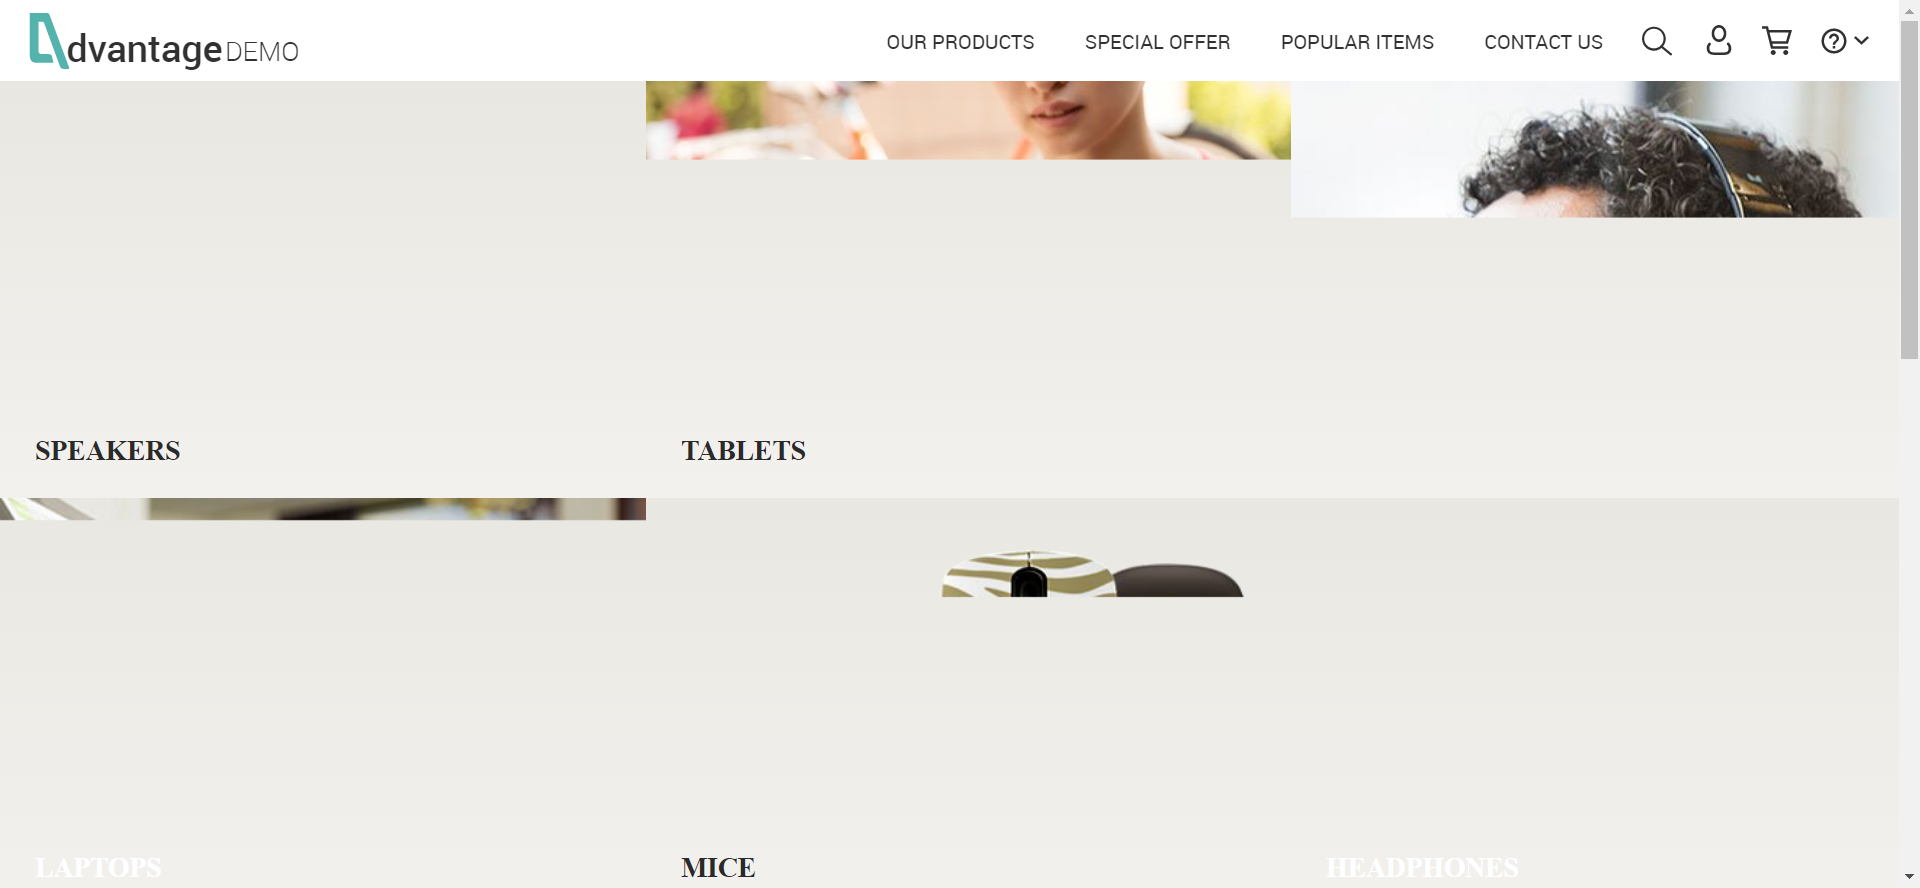 dvantage DEMO
OUR PRODUCTS SPECIAL OFFER POPULAR ITEMS CONTACT US
SPEAKERS TABLETS
LAPTOPS MICE HEADPHONES